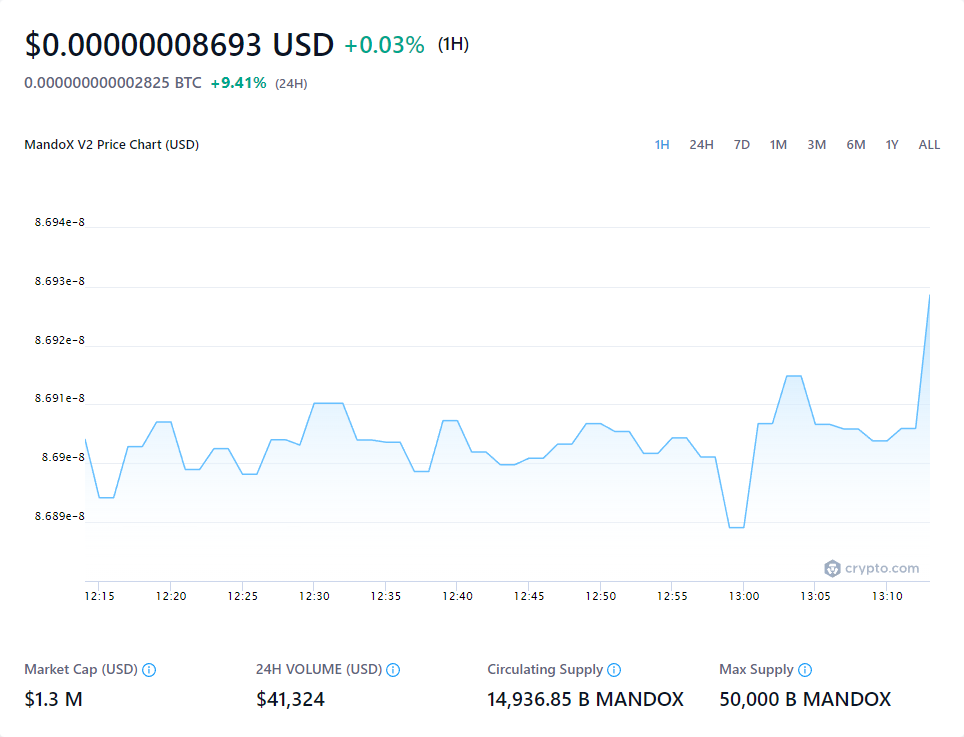 $0.00000008693 USD +0.03% (1H)
0.000000000002825 BTC +9.41% (24H)
MandoX V2 Price Chart (USD) 1H 24H 7D 1M 3M 6M 1Y ALL
8.694e-8
8.693e-8
8.692e-8
8.691e-8
8.69e-8
8.689e-8
crypto.com
12:15 12:20 12:25 12:30 12:35 12:40 12:45 12:50 12:55 13:00 13:05 13:10
Market Cap (USD) 24H VOLUME (USD) Circulating Supply Max Supply
$1.3 M $41,324 14,936.85 B MANDOX 50,000 B MANDOX